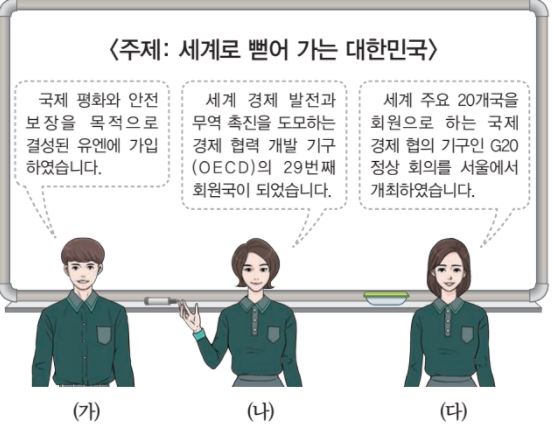 〈주제: 세계로 뻗어 가는 대한민국〉
국제 평화와 안전
보장을 목적으로
결성된 유엔에 가입
하였습니다.
세계 경제 발전과
무역 촉진을 도모하는
경제 협력 개발 기구
(OECD)의 29번째
회원국이 되었습니다.
세계 주요 20개국을
회원으로 하는 국제
경제 협의 기구인 G20
정상 회의를 서울에서
개최하였습니다.
(가)
(나)
(다)